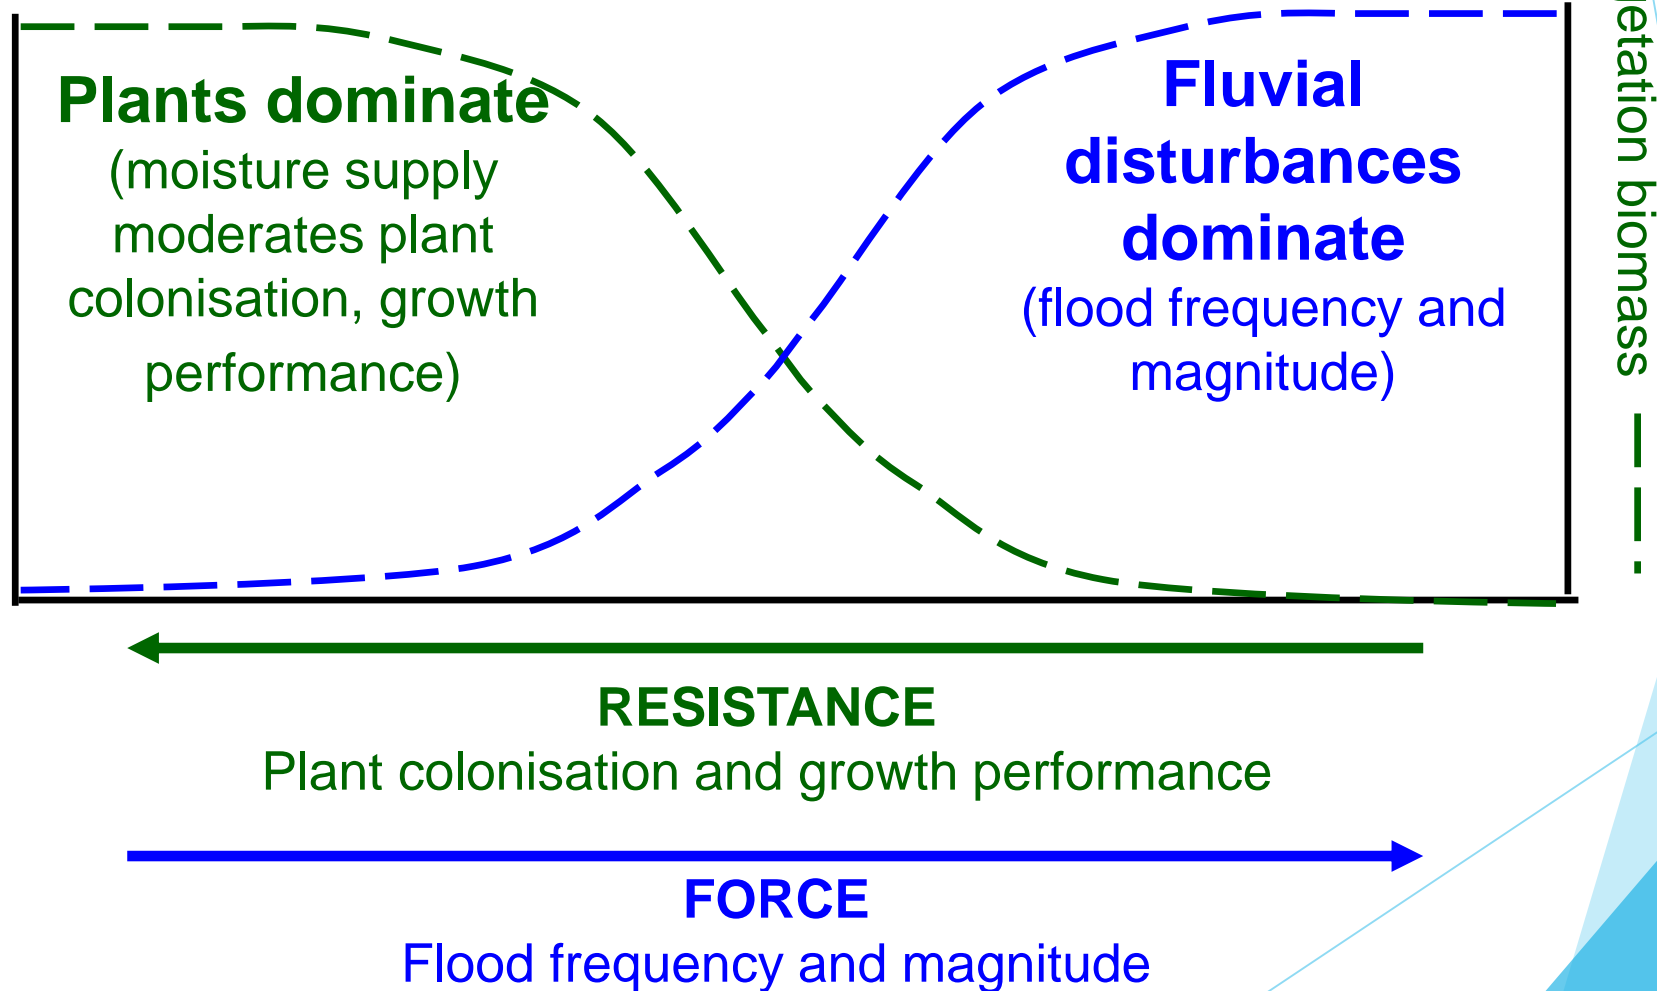 Plants dominate
(moisture supply
moderates plant
colonisation, growth
performance)
Fluvial
disturbances
dominate
(flood frequency and
magnitude)
biomass
RESISTANCE
Plant colonisation and growth performance
FORCE
Flood frequency and magnitude